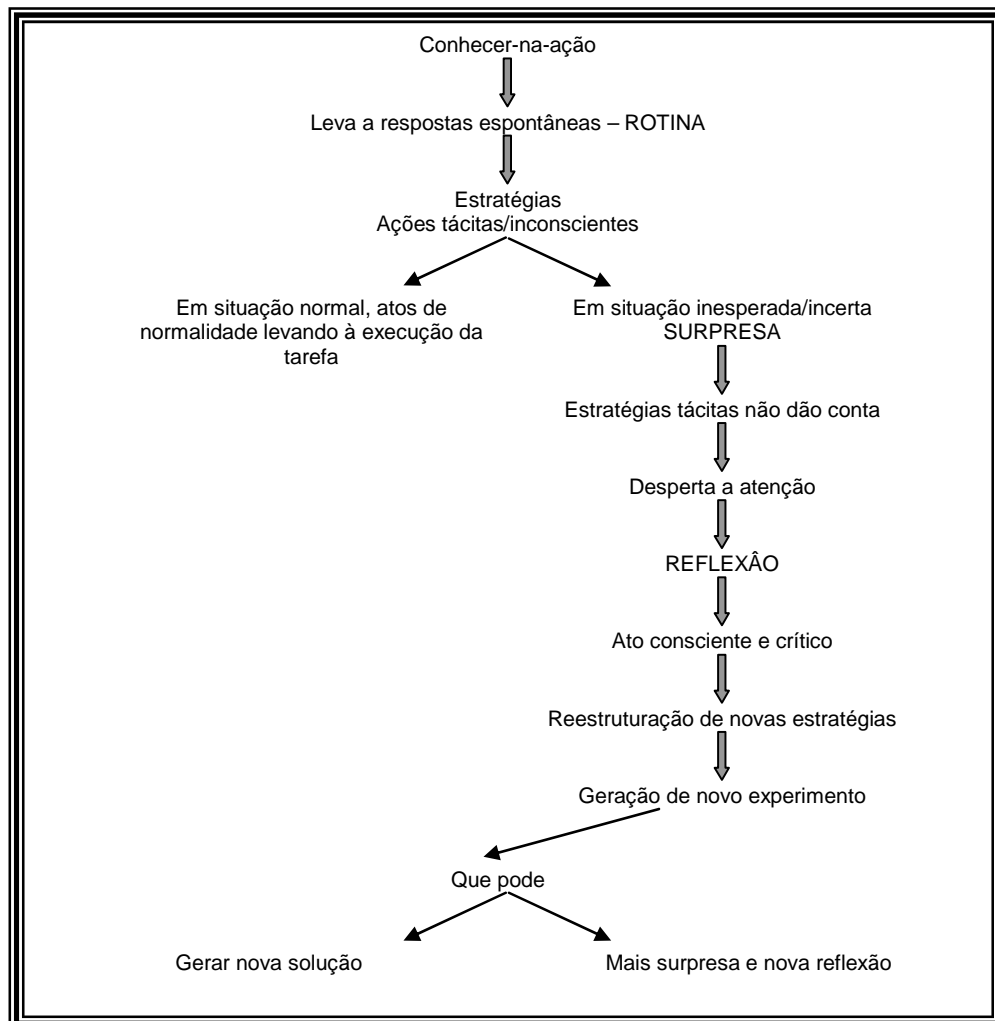 Conhecer-na-ação
Leva a respostas espontâneas – ROTINA
Estratégias
Ações tácitas/inconscientes
Em situação normal, atos de
normalidade levando à execução da
tarefa
Em situação inesperada/incerta
SURPRESA
Estratégias tácitas não dão conta
Desperta a atenção
REFLEXÂO
Ato consciente e crítico
Reestruturação de novas estratégias
Geração de novo experimento
Que pode
Gerar nova solução
Mais surpresa e nova reflexão